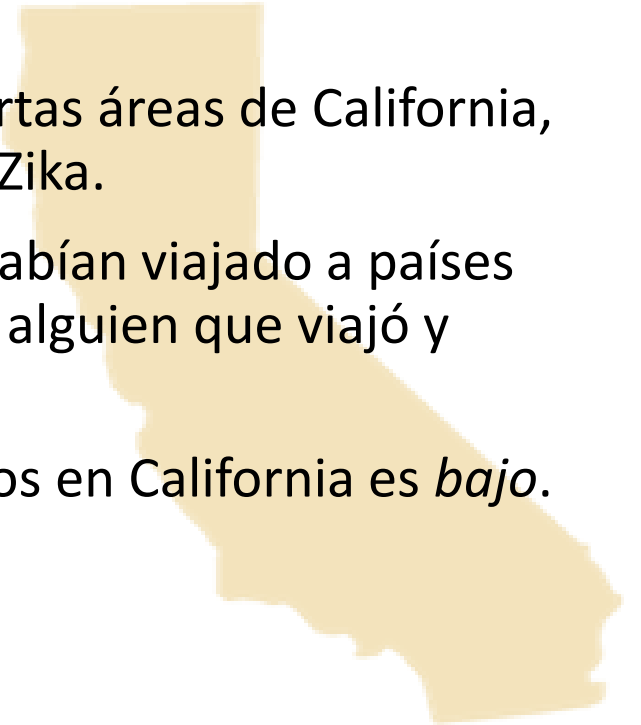 rtas áreas de California,
Zika.
abían viajado a países
alguien que viajó y
os en California es bajo.